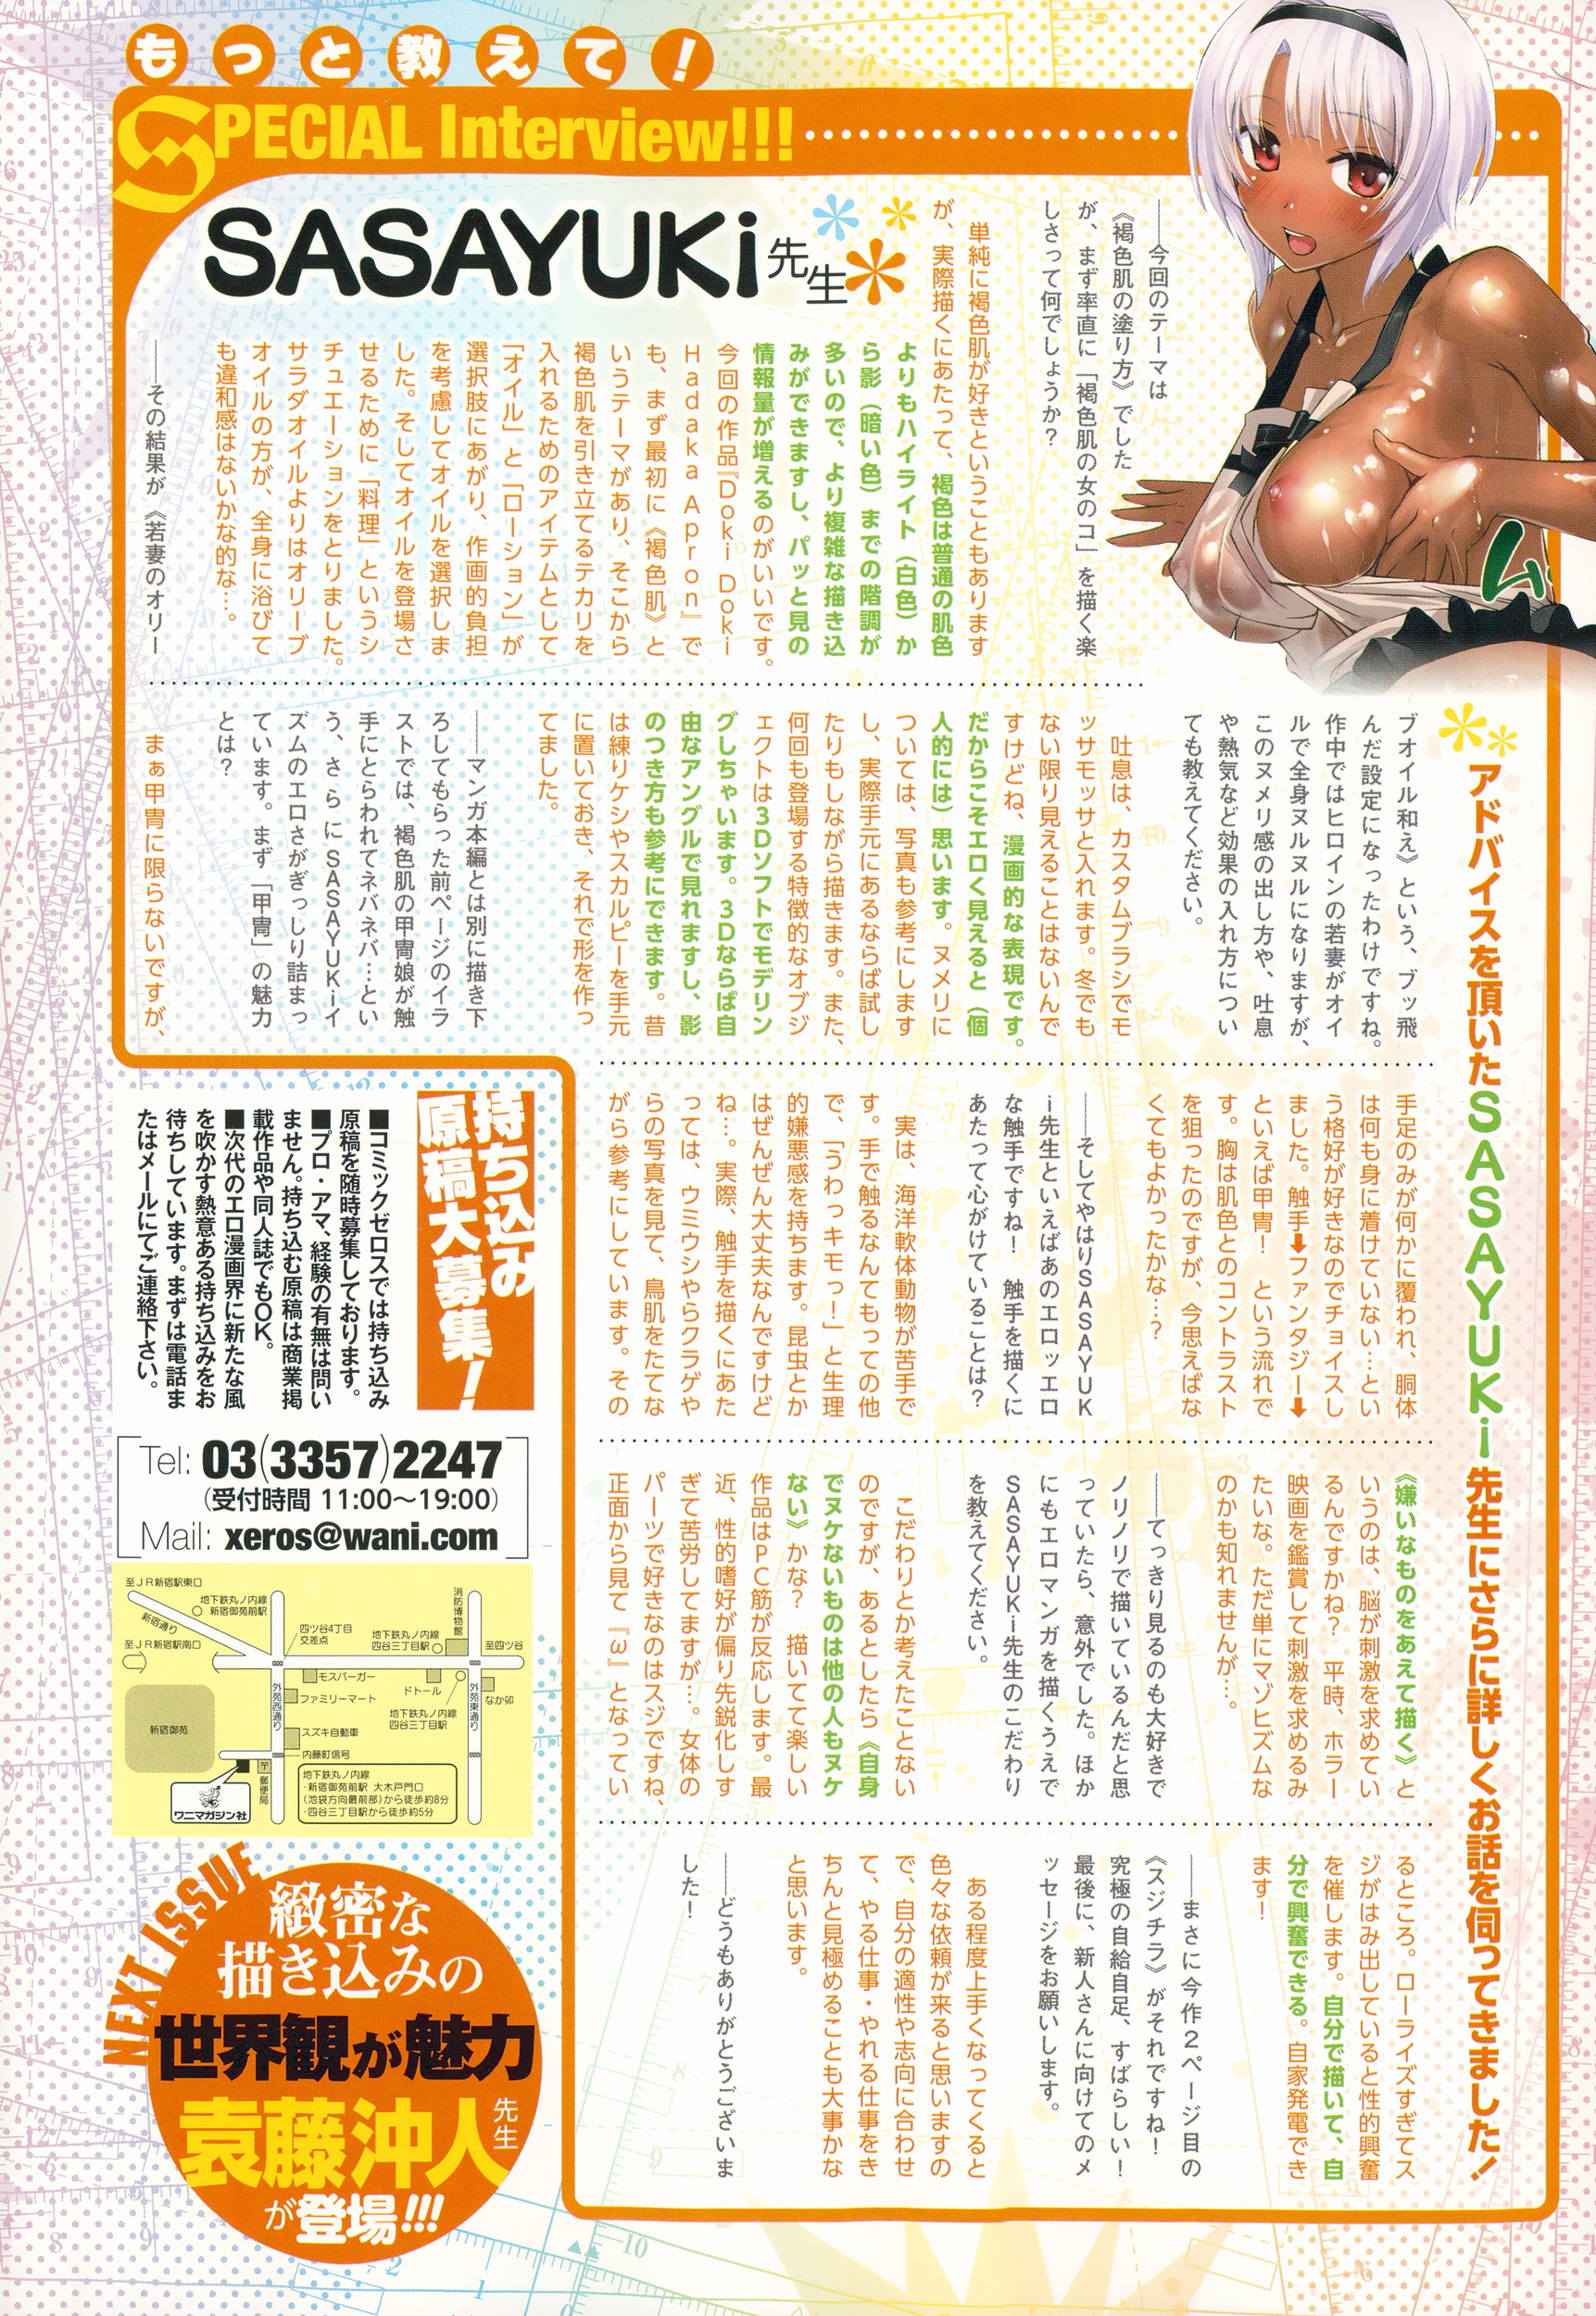 もっと教えて!
SPECIAL Interview!!!
SASAYUKi先生
アドバイスを頂いたSASAYUKi先生にさらに詳しくお話を伺ってきました!
――今回のテーマは
《褐色肌の塗り方》でした
が、まず率直に「褐色肌の女のコ」を描く楽
しさって何でしょうか?
単純に褐色肌が好きということもあります
が、実際描くにあたって、褐色は普通の肌色
よりもハイライト(白色)か
ら影(暗い色)までの階調が
多いので、より複雑な描き込
みができますし、パッと見の
情報量が増えるのがいいです。
今回の作品『Doki Doki
Hadaka Apron』で
も、まず最初に《褐色肌》と
いうテーマがあり、そこから
褐色肌を引き立てるテカリを
入れるためのアイテムとして
「オイル」と「ローション」が
選択肢にあがり、作画的負担
を考慮してオイルを選択しま
した。そしてオイルを登場さ
せるために「料理」というシ
チュエーションをとりました。
サラダオイルよりはオリーブ
オイルの方が、全身に浴びて
も違和感はないかな的な…。
――その結果が《若妻のオリー
ブオイル和え》という、ブッ飛
んだ設定になったわけですね。
作中ではヒロインの若妻がオイ
ルで全身ヌルヌルになりますが、
このヌメリ感の出し方や、吐息
や熱気など効果の入れ方につい
ても教えてください。
吐息は、カスタムブラシでモ
ッサモッサと入れます。冬でも
ない限り見えることはないんで
すけどね、漫画的な表現です。
だからこそエロく見えると(個
人的には)思います。ヌメリに
ついては、写真も参考にします
し、実際手元にあるならば試し
たりもしながら描きます。また、
何回も登場する特徴的なオブジ
ェクトは3Dソフトでモデリン
グしちゃいます。3Dならば自
由なアングルで見れますし、影
のつき方も参考にできます。昔
は練りケシやスカルピーを手元
に置いておき、それで形を作っ
てました。
――マンガ本編とは別に描き下
ろしてもらった前ページのイラ
ストでは、褐色肌の甲冑娘が触
手にとらわれてネバネバ…とい
う、さらにSASAYUKiイ
ズムのエロさがぎっしり詰まっ
ています。まず「甲冑」の魅力
とは?
まぁ甲冑に限らないですが、
手足のみが何かに覆われ、胴体
は何も身に着けていない…とい
う格好が好きなのでチョイスし
ました。触手➡ファンタジー➡
といえば甲冑! という流れで
す。胸は肌色とのコントラスト
を狙ったのですが、今思えばな
くてもよかったかな…?
――そしてやはりSASAYUK
i先生といえばあのエロッエロ
な触手ですね! 触手を描くに
あたって心がけていることは?
実は、海洋軟体動物が苦手で
す。手で触るなんてもっての他
で、「うわっキモっ!」と生理
的嫌悪感を持ちます。昆虫とか
はぜんぜん大丈夫なんですけど
ね…。実際、触手を描くにあた
っては、ウミウシやらクラゲや
らの写真を見て、鳥肌をたてな
がら参考にしています。その
《嫌いなものをあえて描く》と
いうのは、脳が刺激を求めてい
るんですかね? 平時、ホラー
映画を鑑賞して刺激を求めるみ
たいな。ただ単にマゾヒズムな
のかも知れませんが…。
――てっきり見るのも大好きで
ノリノリで描いているんだと思
っていたら、意外でした。ほか
にもエロマンガを描くうえで
SASAYUKi先生のこだわり
を教えてください。
こだわりとか考えたことない
のですが、あるとしたら《自身
でヌケないものは他の人もヌケ
ない》かな? 描いてて楽しい
作品はPC筋が反応します。最
近、性的嗜好が偏り先鋭化しす
ぎて苦労してますが…。女体の
パーツで好きなのはスジですね、
正面から見て『ω』となってい
るところ。ローライズすぎてス
ジがはみ出していると性的興奮
を催します。自分で描いて、自
分で興奮できる。自家発電でき
ます!
――まさに今作2ページ目の
《スジチラ》がそれですね!
究極の自給自足、すばらしい!
最後に、新人さんに向けてのメ
ッセージをお願いします。
ある程度上手くなってくると
色々な依頼が来ると思いますの
で、自分の適性や志向に合わせ
て、やる仕事・やれる仕事をき
ちんと見極めることも大事かな
と思います。
――どうもありがとうございま
した!
持ち込み
原稿大募集!
■コミックゼロスでは持ち込み
原稿を随時募集しております。
■プロ・アマ、経験の有無は問い
ません。持ち込む原稿は商業掲
載作品や同人誌でもOK。
■次代のエロ漫画界に新たな風
を吹かす熱意ある持ち込みをお
待ちしています。まずは電話ま
たはメールにてご連絡下さい。
Tel: 03(3357)2247
(受付時間 11:00〜19:00)
Mail: xeros@wani.com
至JR新宿駅東口
地下鉄丸ノ内線
新宿御苑前駅
新宿通り
至JR新宿駅南口
四ツ谷4丁目
交差点
消防博物館
地下鉄丸ノ内線
四谷三丁目駅
至四ツ谷
モスバーガー
ドトール
なか卯
ファミリーマート
地下鉄丸ノ内線
四谷三丁目駅
外苑西通り
外苑東通り
新宿御苑
スズキ自動車
内藤町信号
〒郵便局
ワニマガジン社
地下鉄丸ノ内線
・新宿御苑前駅 大木戸門口
(池袋方向最前部)から徒歩約8分
・四谷三丁目駅から徒歩約5分
NEXT ISSUE
緻密な
描き込みの
世界観が魅力
袁藤沖人先生
が登場!!!